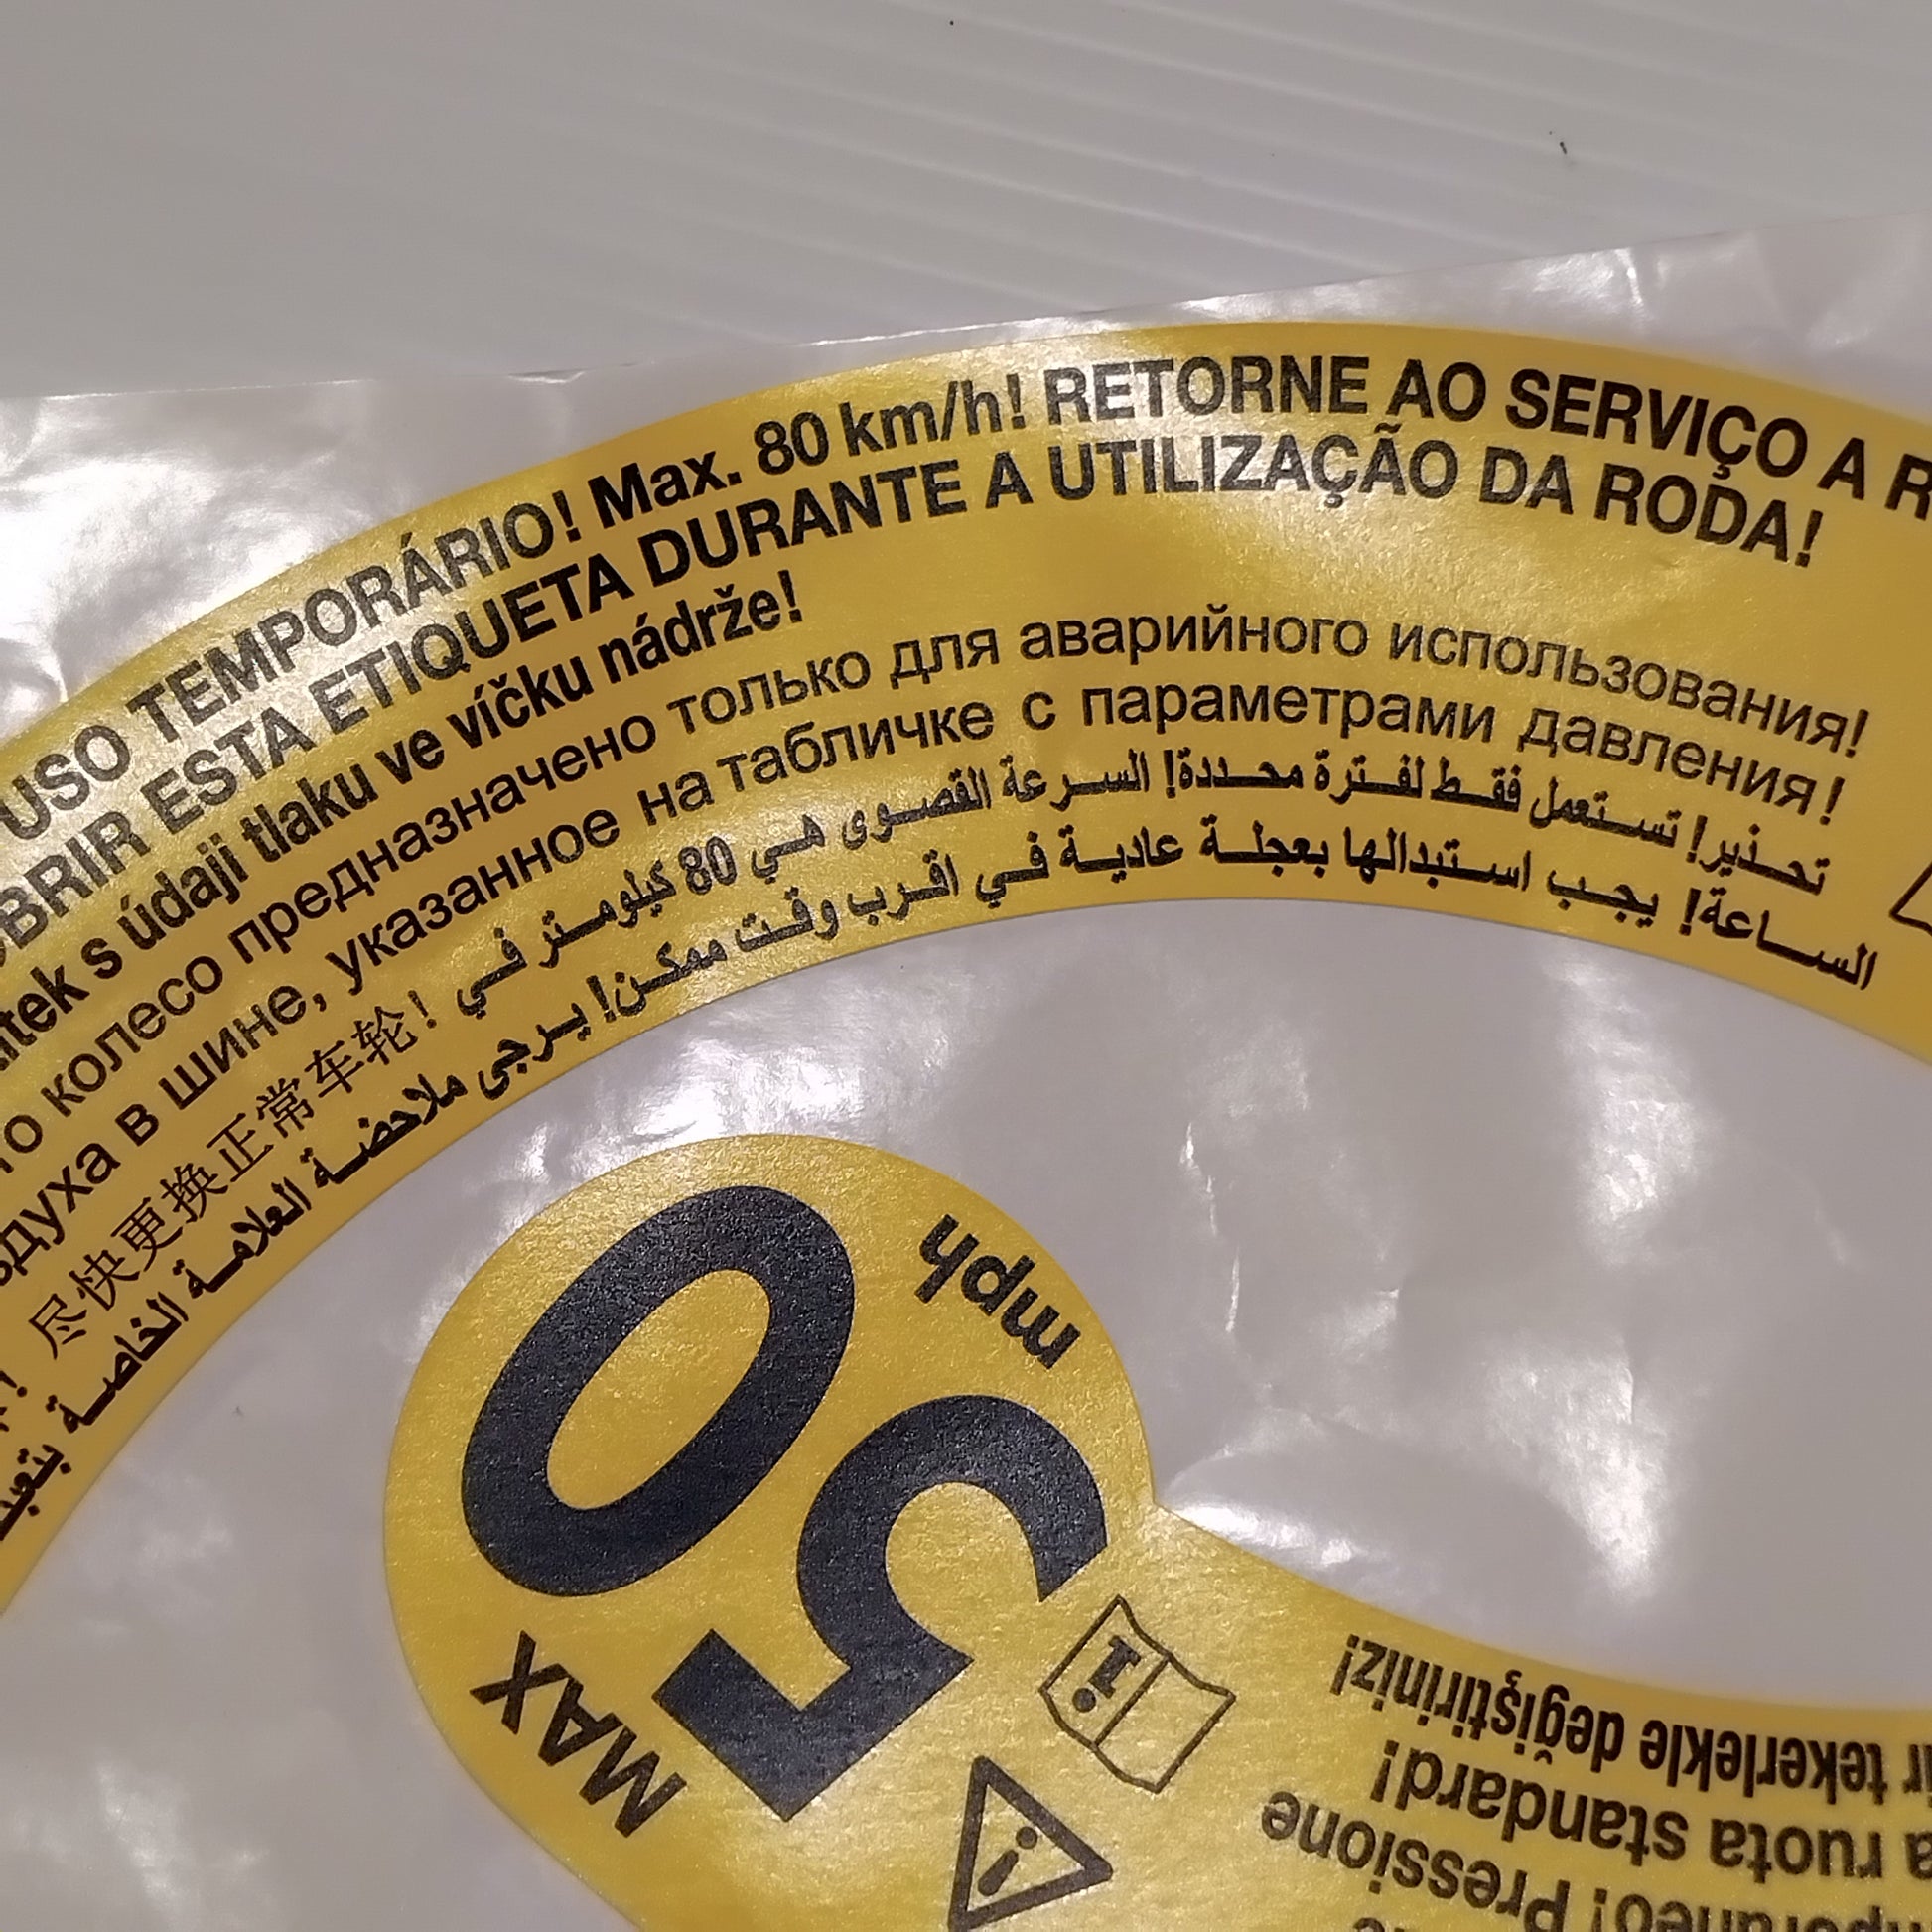 USO TEMPORÁRIO! Max. 80 km/h! RETORNE AO SERVIÇO A
ESTA ETIQUETA DURANTE A UTILIZAÇÃO DA RODA!
s údaji tlaku ve víčku nádrže!
колесо предназначено только для аварийного использования!
в шине, указанное на табличке с параметрами давления!
尽快更换正常车轮!
تحذير! تستعمل فقط لفترة محددة! السرعة القصوى هي 80 كيلومتر في
الساعة! يجب استبدالها بعجلة عادية في اقرب وقت ممكن! يرجى ملاحضة العلامة الخاصة
MAX
50
mph
i
tekerlekle değiştiriniz!
ruota standard!
Pressione